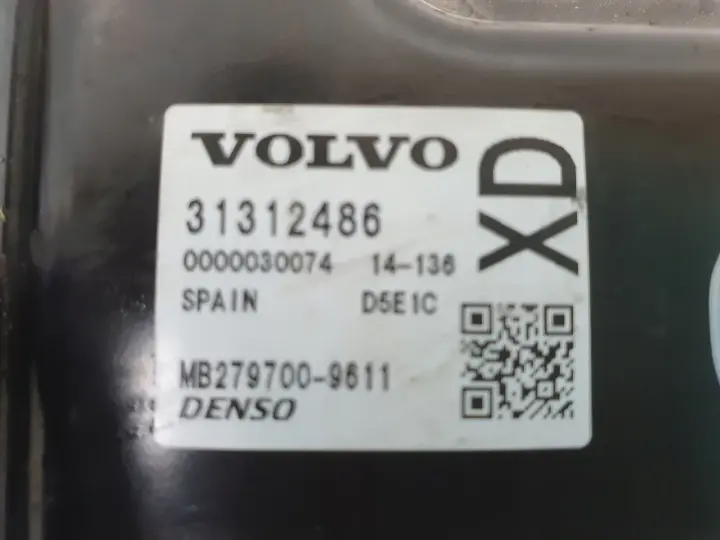 VOLVO
XD
31312486
0000030074 14-136
SPAIN D5E1C
MB279700-9611
DENSO